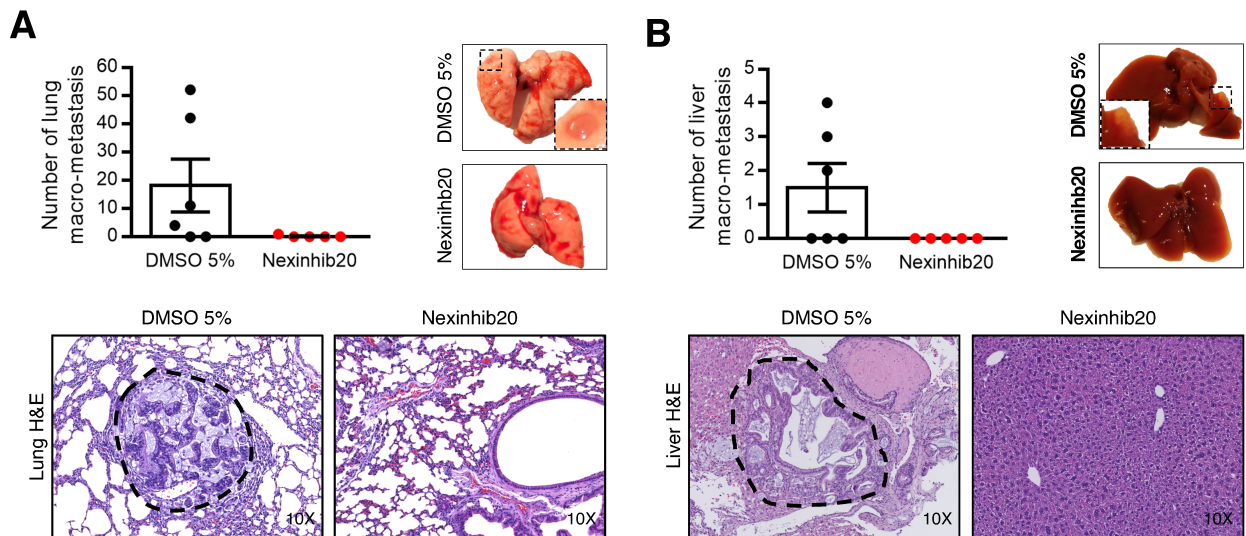 A
Number of lung
macro-metastasis
60
50
40
30
20
10
0
DMSO 5%
Nexinhib20
DMSO 5%
Nexinihb20
B
Number of liver
macro-metastasis
5
4
3
2
1
0
DMSO 5%
Nexinhib20
DMSO 5%
Nexinihb20
DMSO 5%
Nexinhib20
Lung H&E
10X
10X
DMSO 5%
Nexinhib20
Liver H&E
10X
10X